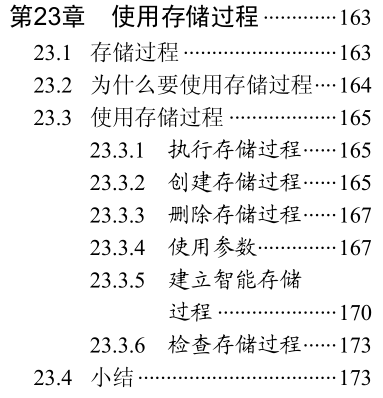 第23章 使用存储过程·············163
23.1 存储过程···························163
23.2 为什么要使用存储过程····164
23.3 使用存储过程···················165
23.3.1 执行存储过程······165
23.3.2 创建存储过程······165
23.3.3 删除存储过程······167
23.3.4 使用参数··············167
23.3.5 建立智能存储
过程·····················170
23.3.6 检查存储过程······173
23.4 小结···································173